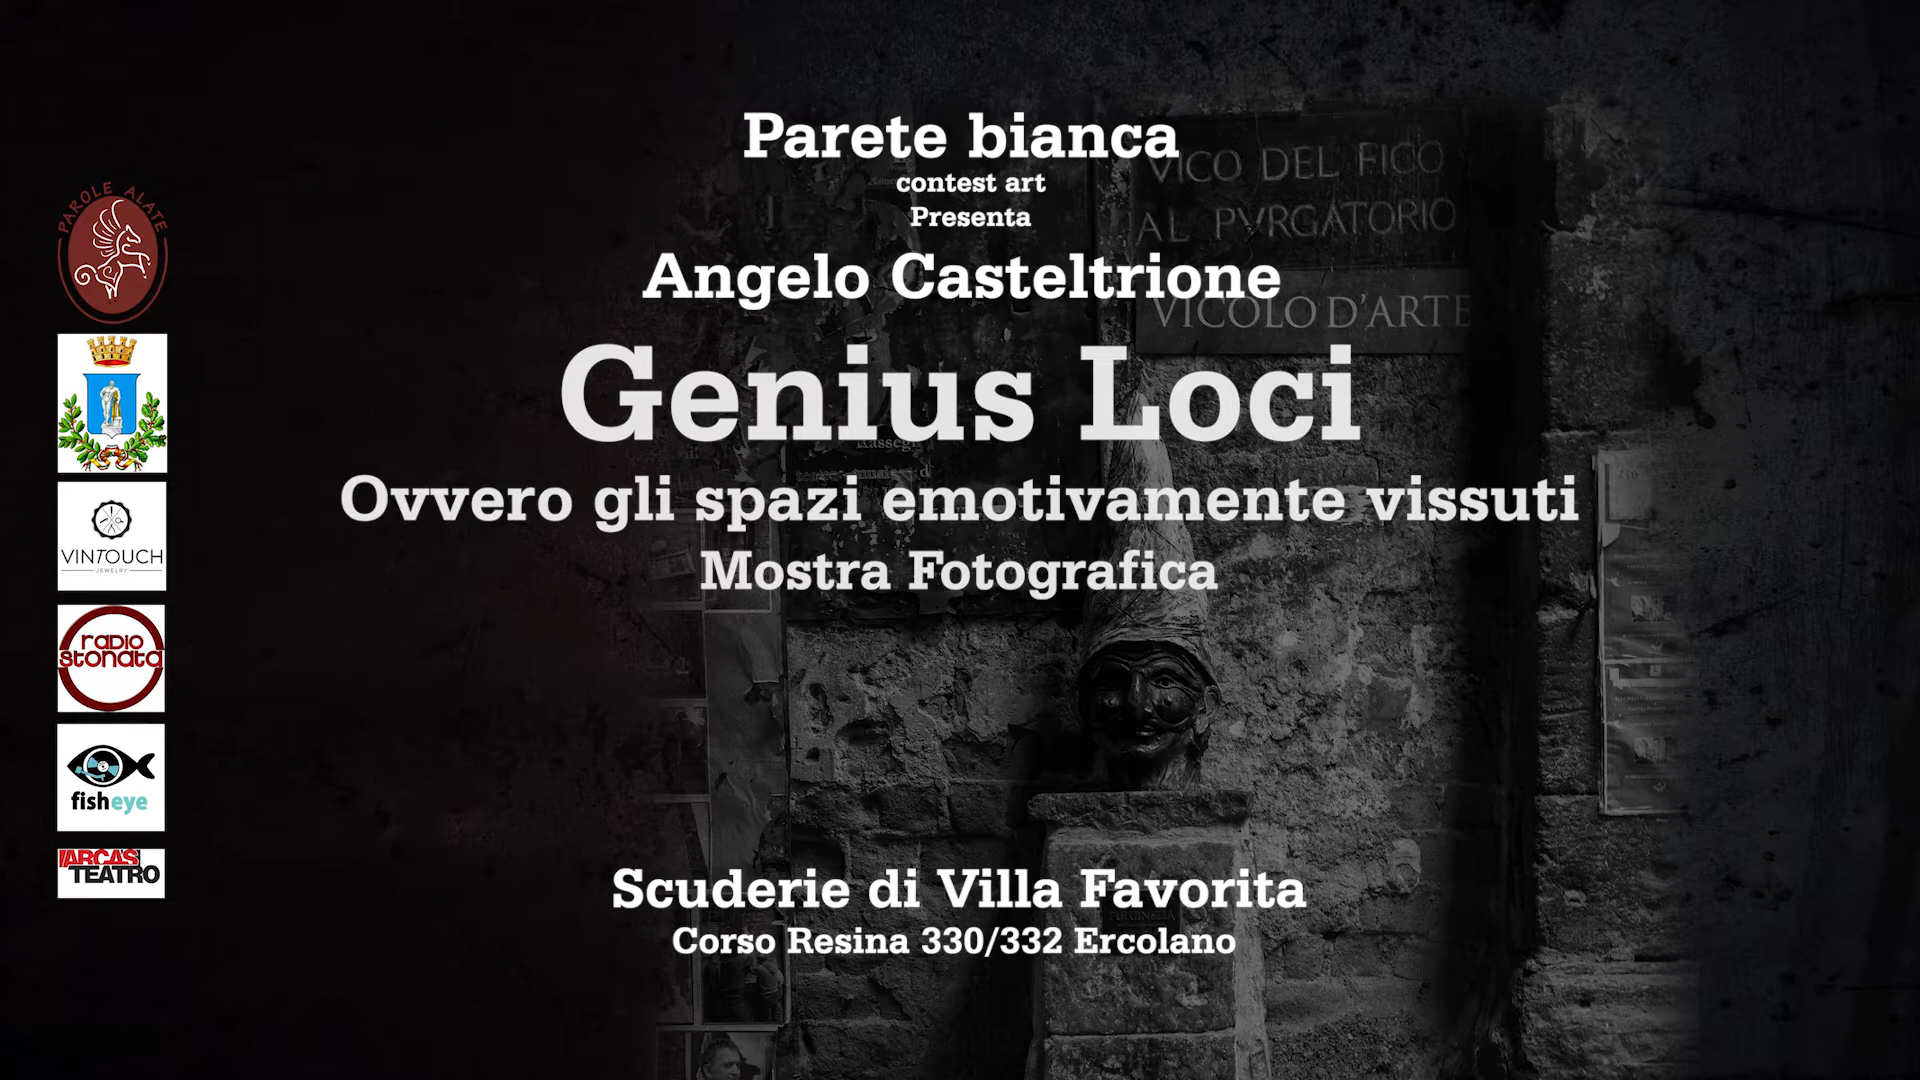 Parete bianca
contest art
Presenta
Angelo Casteltrione
Genius Loci
Ovvero gli spazi emotivamente vissuti
Mostra Fotografica
Scuderie di Villa Favorita
Corso Resina 330/332 Ercolano
VICO DEL FICO
AL PVRGATORIO
VICOLO D'ARTE
PULCINELLA
PAROLE ALATE
VINTOUCH
JEWELRY
radio
stonata
fisheye
TEATRO